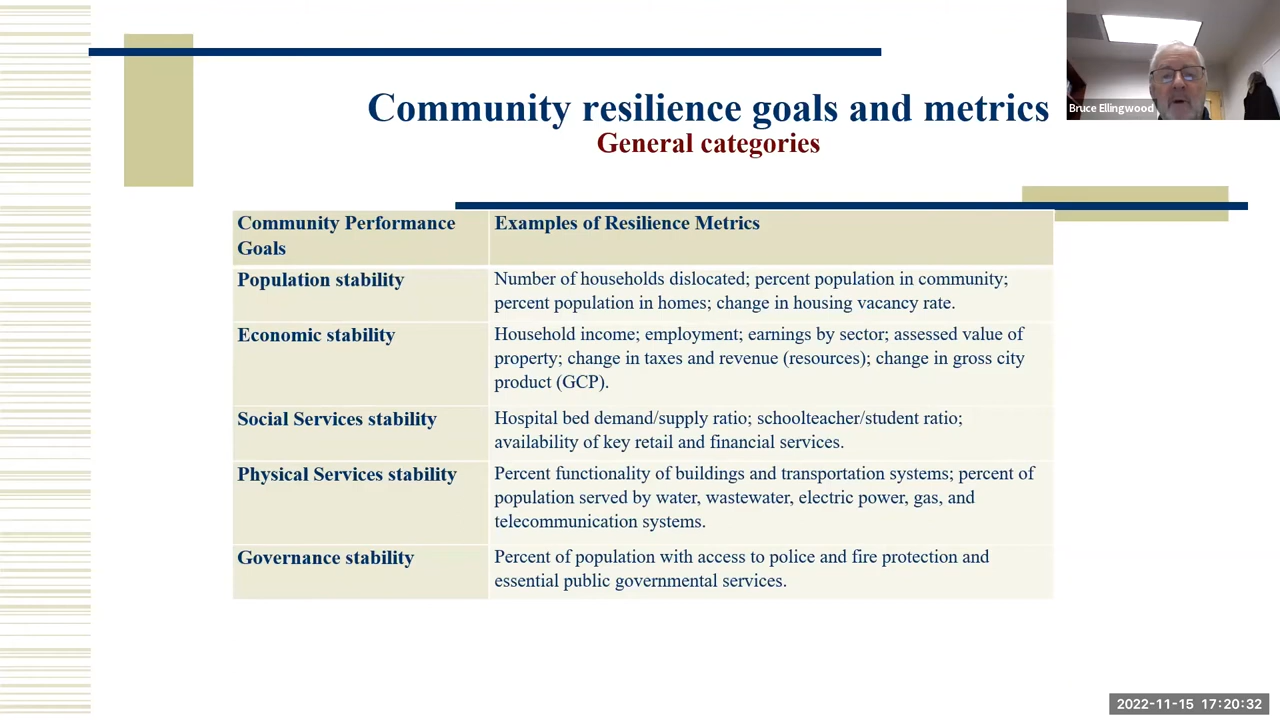 Community resilience goals and metrics
General categories
Bruce Ellingwood
Community Performance
Goals
Examples of Resilience Metrics
Population stability
Number of households dislocated; percent population in community;
percent population in homes; change in housing vacancy rate.
Economic stability
Household income; employment; earnings by sector; assessed value of
property; change in taxes and revenue (resources); change in gross city
product (GCP).
Social Services stability
Hospital bed demand/supply ratio; schoolteacher/student ratio;
availability of key retail and financial services.
Physical Services stability
Percent functionality of buildings and transportation systems; percent of
population served by water, wastewater, electric power, gas, and
telecommunication systems.
Governance stability
Percent of population with access to police and fire protection and
essential public governmental services.
2022-11-15 17:20:32